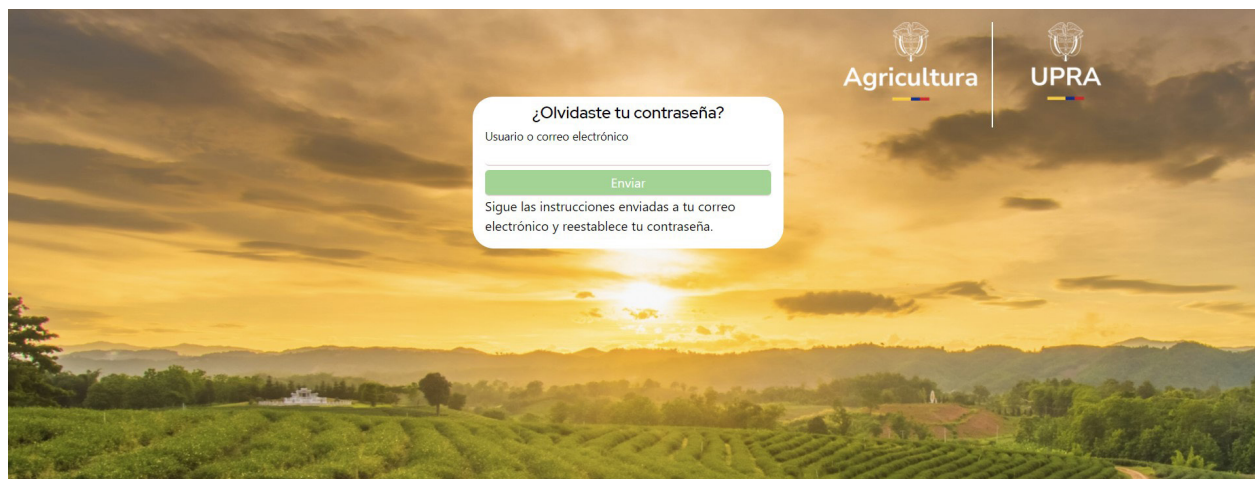 Agricultura
UPRA
¿Olvidaste tu contraseña?
Usuario o correo electrónico
Enviar
Sigue las instrucciones enviadas a tu correo
electrónico y reestablece tu contraseña.